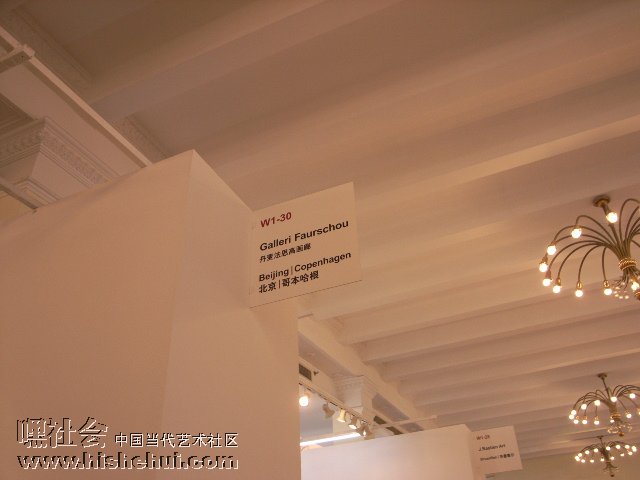 W1-30
Galleri Faurschou
丹麦法恩高画廊
Beijing | Copenhagen
北京 | 哥本哈根
嘿社会 中国当代艺术社区
www.hishehui.com